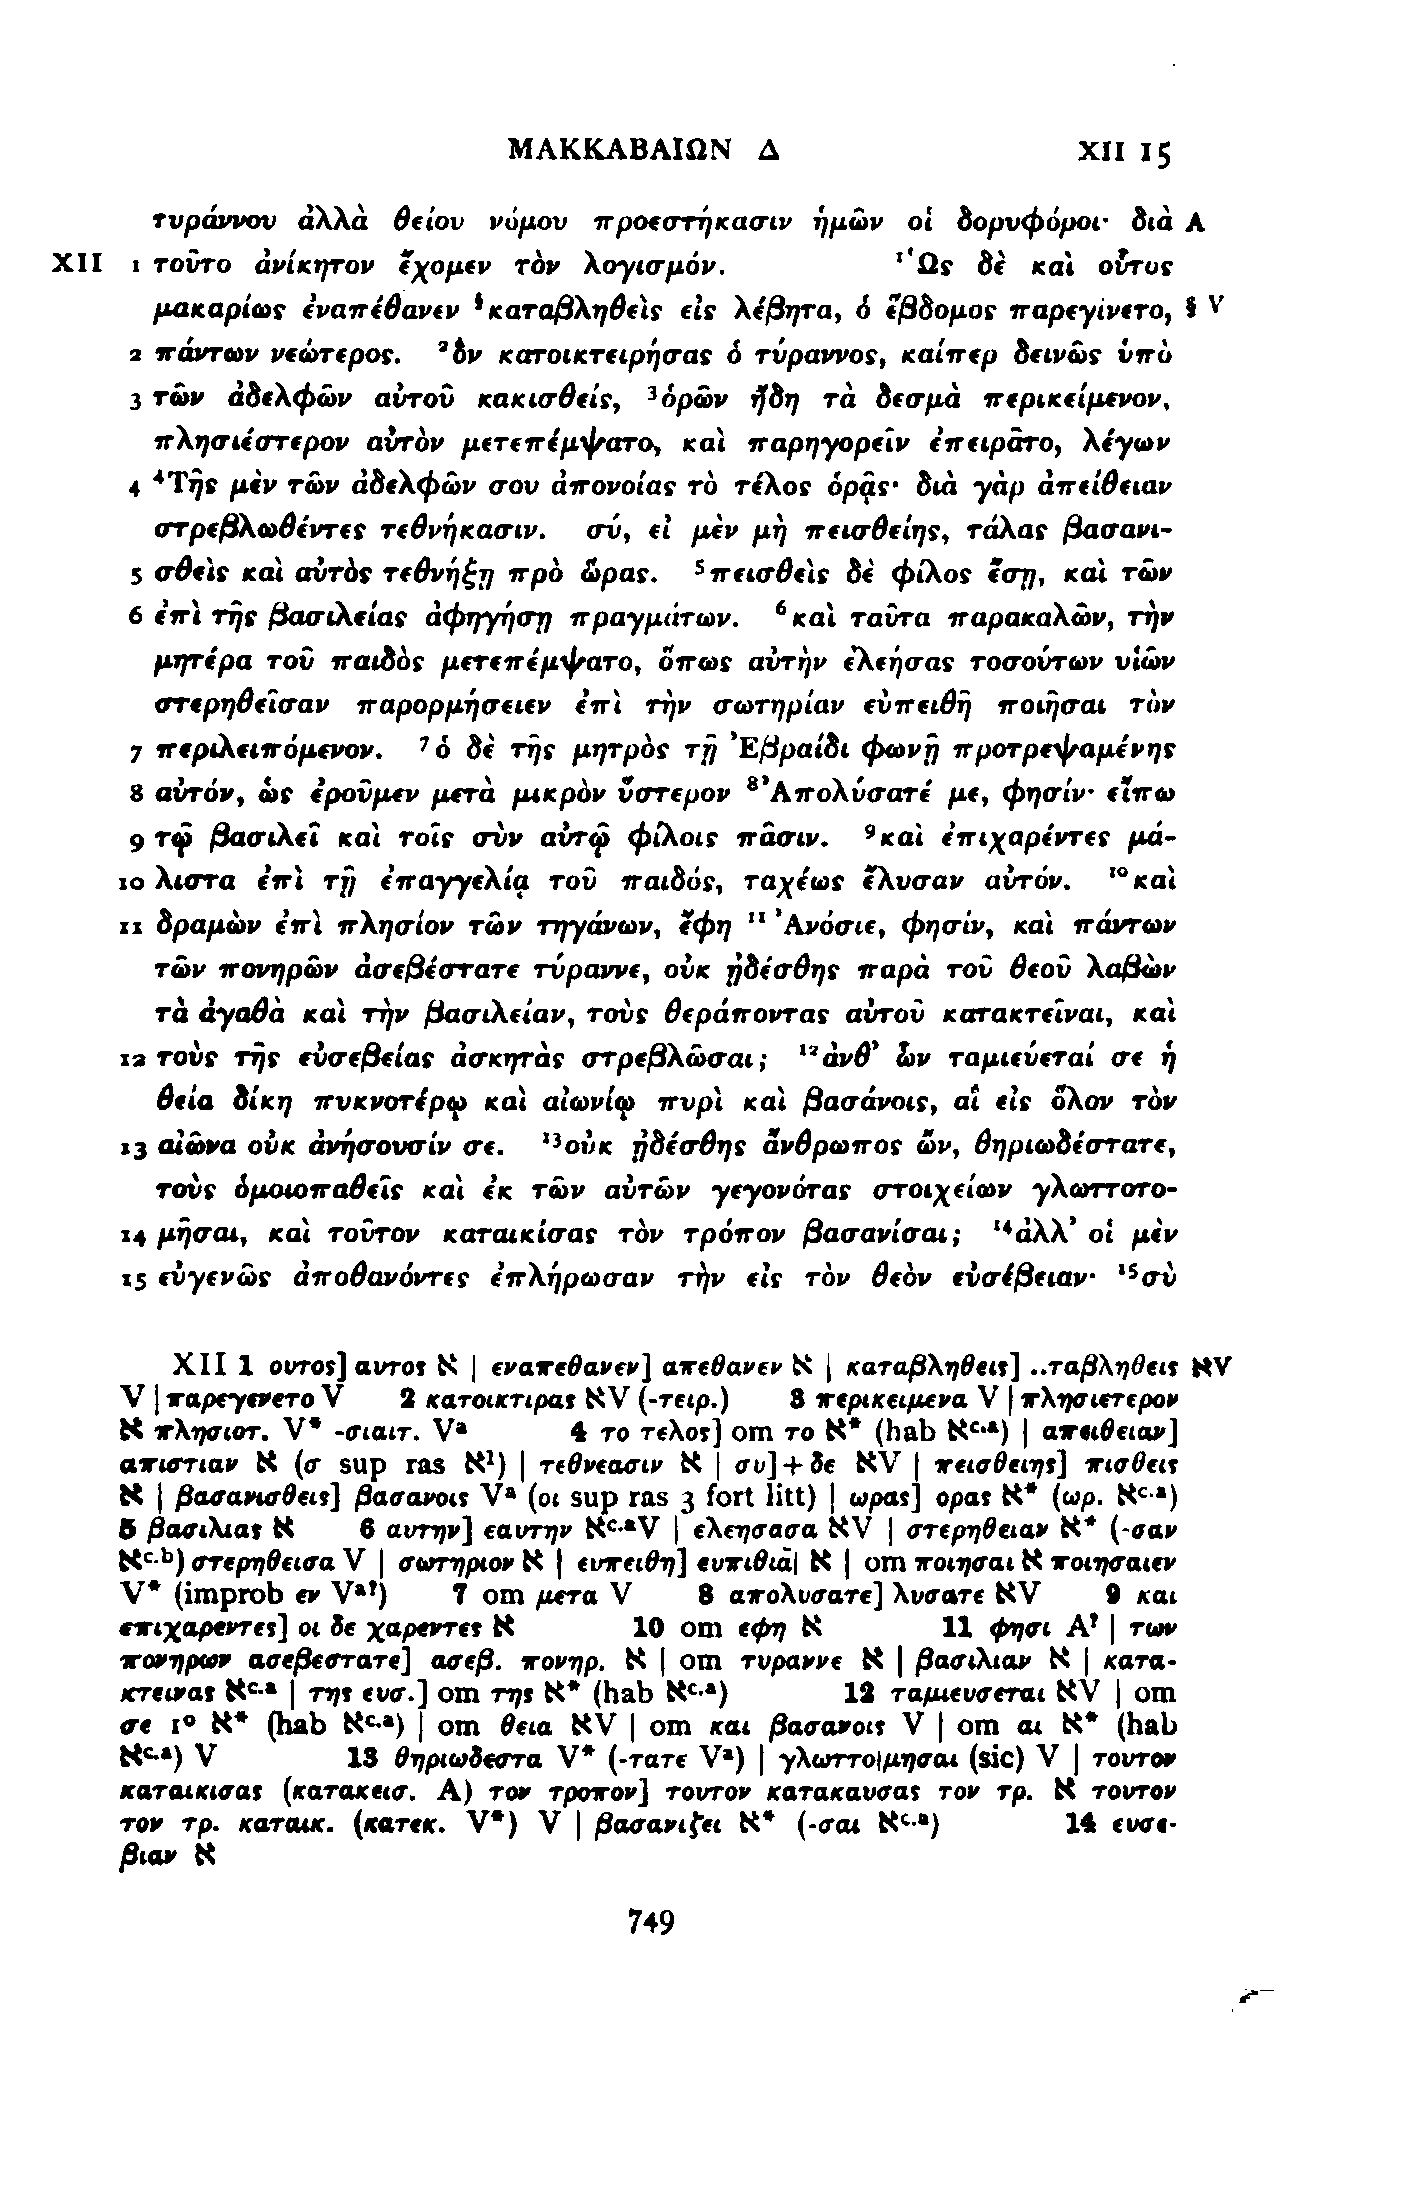 ΜΑΚΚΑΒΑΙΩΝ Δ XII 15
τυράννου ἀλλὰ θείου νόμου προεστήκασιν ἡμῶν οἱ δορυφόροι· διὰ A
XII 1 τοῦτο ἀνίκητον ἔχομεν τὸν λογισμόν. ¹Ὡς δὲ καὶ οὗτος
μακαρίως ἐναπέθανεν §καταβληθεὶς εἰς λέβητα, ὁ ἕβδομος παρεγίνετο, § V
2 πάντων νεώτερος. ²ὃν κατοικτειρήσας ὁ τύραννος, καίπερ δεινῶς ὑπὸ
3 τῶν ἀδελφῶν αὐτοῦ κακισθείς, ³ὁρῶν ἤδη τὰ δεσμὰ περικείμενον,
πλησιέστερον αὐτὸν μετεπέμψατο, καὶ παρηγορεῖν ἐπειρᾶτο, λέγων
4 ⁴Τῆς μὲν τῶν ἀδελφῶν σου ἀπονοίας τὸ τέλος ὁρᾷς· διὰ γὰρ ἀπείθειαν
στρεβλωθέντες τεθνήκασιν. σύ, εἰ μὲν μὴ πεισθείης, τάλας βασανι-
5 σθεὶς καὶ αὐτὸς τεθνήξῃ πρὸ ὥρας. ⁵πεισθεὶς δὲ φίλος ἔσῃ, καὶ τῶν
6 ἐπὶ τῆς βασιλείας ἀφηγήσῃ πραγμάτων. ⁶καὶ ταῦτα παρακαλῶν, τὴν
μητέρα τοῦ παιδὸς μετεπέμψατο, ὅπως αὐτὴν ἐλεήσας τοσούτων υἱῶν
στερηθεῖσαν παρορμήσειεν ἐπὶ τὴν σωτηρίαν εὐπειθῆ ποιῆσαι τὸν
7 περιλειπόμενον. ⁷ὁ δὲ τῆς μητρὸς τῇ Ἐβραίδι φωνῇ προτρεψαμένης
8 αὐτόν, ὡς ἐροῦμεν μετὰ μικρὸν ὕστερον ⁸Ἀπολύσατέ με, φησίν· εἴπω
9 τῷ βασιλεῖ καὶ τοῖς σὺν αὐτῷ φίλοις πᾶσιν. ⁹καὶ ἐπιχαρέντες μά-
10 λιστα ἐπὶ τῇ ἐπαγγελίᾳ τοῦ παιδός, ταχέως ἔλυσαν αὐτόν. ¹⁰καὶ
11 δραμὼν ἐπὶ πλησίον τῶν τηγάνων, ἔφη ¹¹Ἀνόσιε, φησίν, καὶ πάντων
τῶν πονηρῶν ἀσεβέστατε τύραννε, οὐκ ᾐδέσθης παρὰ τοῦ θεοῦ λαβὼν
τὰ ἀγαθὰ καὶ τὴν βασιλείαν, τοὺς θεράποντας αὐτοῦ κατακτεῖναι, καὶ
12 τοὺς τῆς εὐσεβείας ἀσκητὰς στρεβλῶσαι; ¹²ἀνθ’ ὧν ταμιεύεταί σε ἡ
θεία δίκη πυκνοτέρῳ καὶ αἰωνίῳ πυρὶ καὶ βασάνοις, αἳ εἰς ὅλον τὸν
13 αἰῶνα οὐκ ἀνήσουσίν σε. ¹³οὐκ ᾐδέσθης ἄνθρωπος ὤν, θηριωδέστατε,
τοὺς ὁμοιοπαθεῖς καὶ ἐκ τῶν αὐτῶν γεγονότας στοιχείων γλωττοτο-
14 μῆσαι, καὶ τοῦτον καταικίσας τὸν τρόπον βασανίσαι; ¹⁴ἀλλ’ οἱ μὲν
15 εὐγενῶς ἀποθανόντες ἐπλήρωσαν τὴν εἰς τὸν θεὸν εὐσέβειαν· ¹⁵σὺ
XII 1 ουτος] αυτος א | εναπεθανεν] απεθανεν א | καταβληθεις] ..ταβληθεις אV
V | παρεγενετο V 2 κατοικτιρας אV (-τειρ.) 3 περικειμενα V | πλησιετερον
א πλησιοτ. V* -σιαιτ. Vᵃ 4 το τελος] om το א* (hab אᶜ·ᵃ) | απειθειαν]
απιστιαν א (σ sup ras א¹) | τεθνεασιν א | συ]+δε אV | πεισθειης] πισθεις
א | βασανισθεις] βασανοις Vᵃ (οι sup ras 3 fort litt) | ωρας] ορας א* (ωρ. אᶜ·ᵃ)
5 βασιλιας א 6 αυτην] εαυτην אᶜ·ᵃV | ελεησασα אV | στερηθειαν א* (-σαν
אᶜ·ᵇ) στερηθεισα V | σωτηριον א | ευπειθη] ευπιθιᾱ| א | om ποιησαι א ποιησαιεν
V* (improb εν Vᵃ?) 7 om μετα V 8 απολυσατε] λυσατε אV 9 και
επιχαρεντες] οι δε χαρεντες א 10 om εφη א 11 φησι A? | των
πονηρων ασεβεστατε] ασεβ. πονηρ. א | om τυραννε א | βασιλιαν א | κατα-
κτεινας אᶜ·ᵃ | της ευσ.] om της א* (hab אᶜ·ᵃ) 12 ταμιευσεται אV | om
σε 1° א* (hab אᶜ·ᵃ) | om θεια אV | om και βασανοις V | om αι א* (hab
אᶜ·ᵃ) V 13 θηριωδεστα V* (-τατε Vᵃ) | γλωττο|μησαι (sic) V | τουτον
καταικισας (κατακεισ. A) τον τροπον] τουτον κατακαυσας τον τρ. א τουτον
τον τρ. καταικ. (κατεκ. V*) V | βασανιζει א* (-σαι אᶜ·ᵃ) 14 ευσε-
βιαν א
749